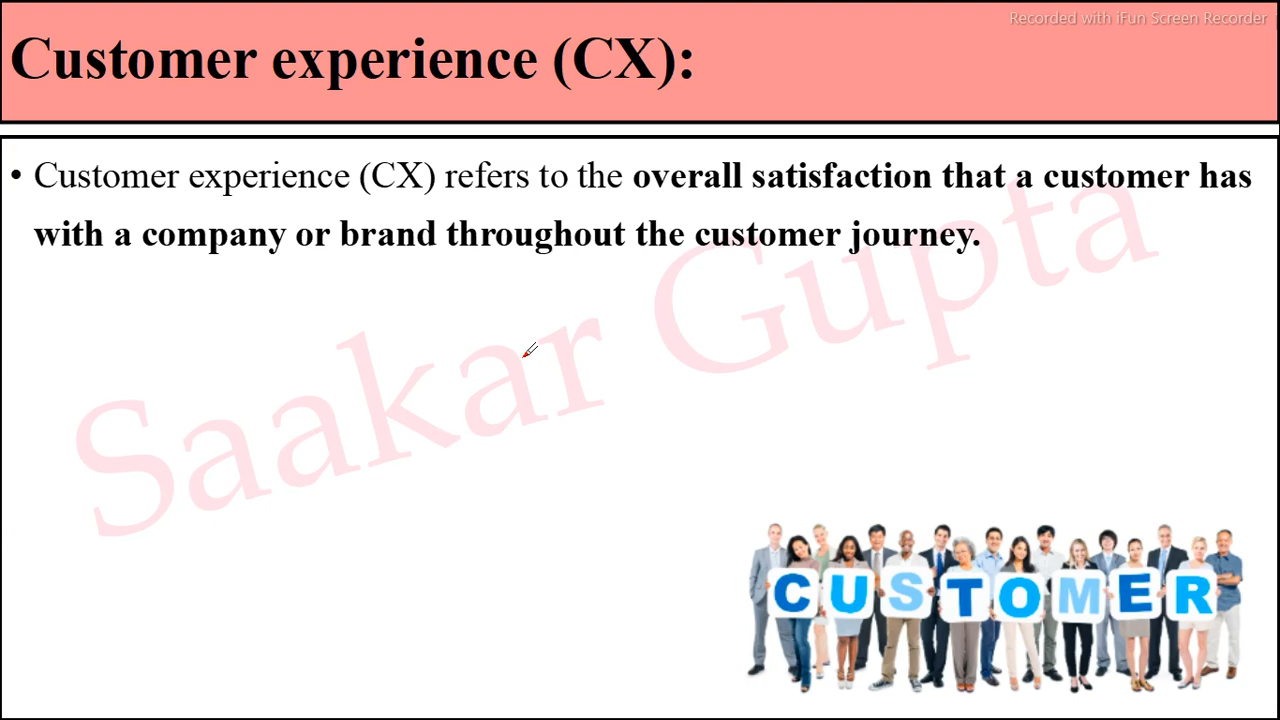 Recorded with iFun Screen Recorder
Customer experience (CX):
• Customer experience (CX) refers to the overall satisfaction that a customer has
with a company or brand throughout the customer journey.
Saakar Gupta
CUSTOMER